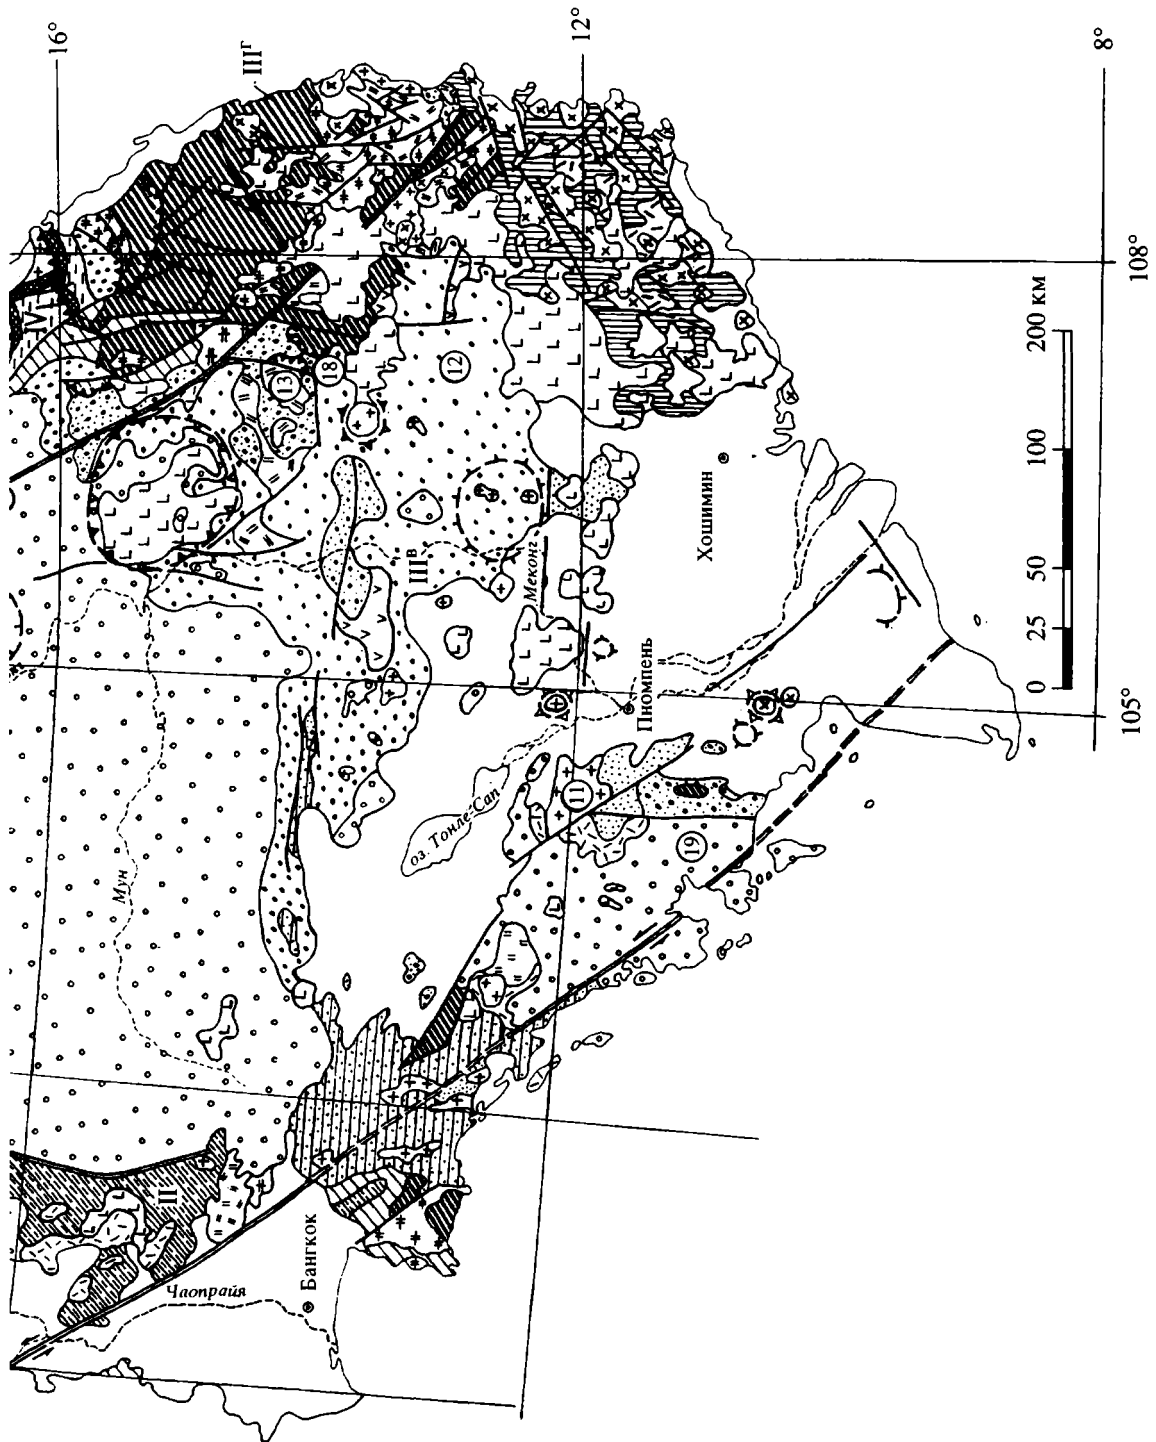 16°
12°
8°
III^Г
IV
108°
13
18
12
200 км
100
50
25
0
Хошимин
III^В
Меконг
Пномпень
105°
11
оз. Тонле-Сап
19
Мун
II
Чаопрайя
Бангкок